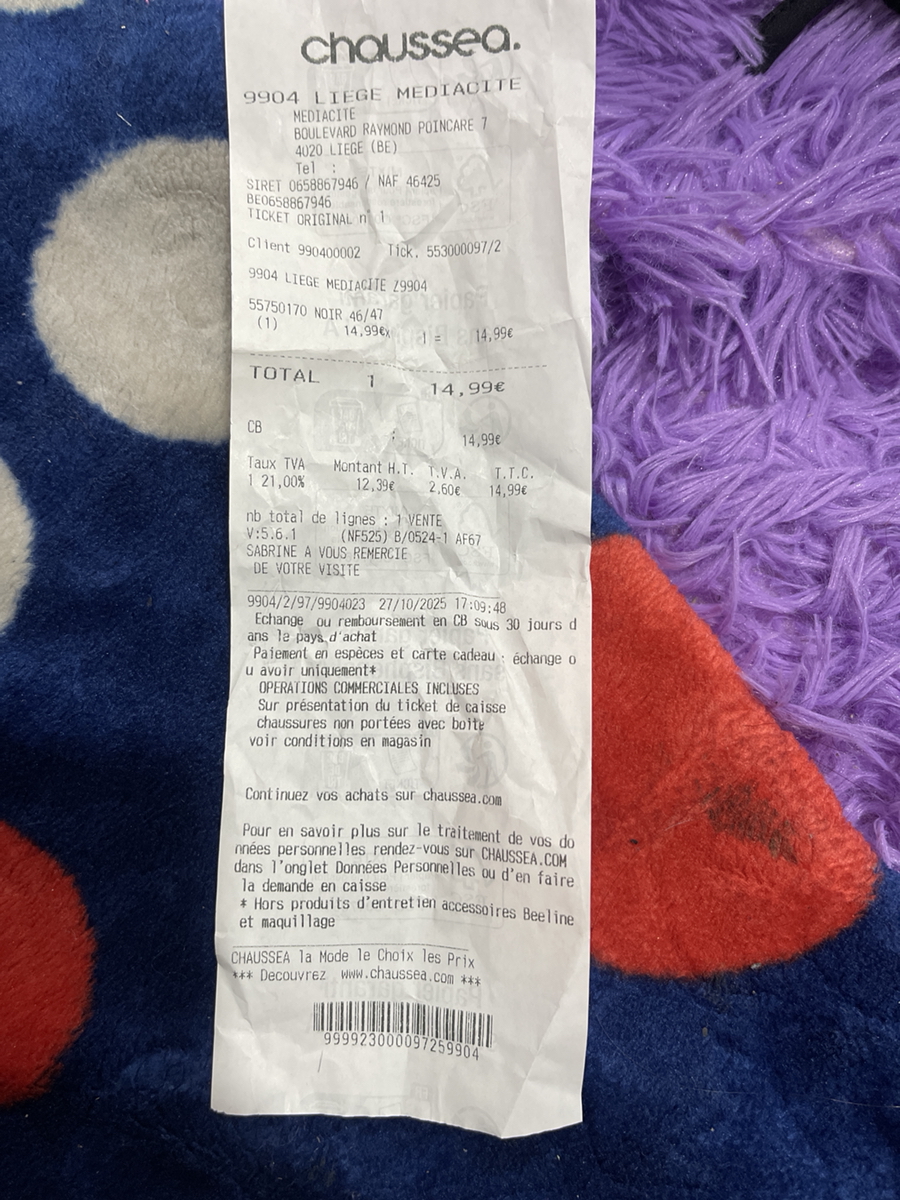 chaussea.
9904 LIEGE MEDIACITE
MEDIACITE
BOULEVARD RAYMOND POINCARE 7
4020 LIEGE (BE)
Tel :
SIRET 0658867946 / NAF 46425
BE0658867946
TICKET ORIGINAL n° 1
Client 990400002 Tick. 553000097/2
9904 LIEGE MEDIACITE Z9904
55750170 NOIR 46/47
(1) 14,99€x 1 = 14,99€
TOTAL 1 14,99€
CB : 14,99€
Taux TVA Montant H.T. T.V.A. T.T.C.
1 21,00% 12,39€ 2,60€ 14,99€
nb total de lignes : 1 VENTE
V:5.6.1 (NF525) B/0524-1 AF67
SABRINE A VOUS REMERCIE
DE VOTRE VISITE
9904/2/97/9904023 27/10/2025 17:09:48
Echange ou remboursement en CB sous 30 jours d
ans le pays d'achat
Paiement en espèces et carte cadeau : échange o
u avoir uniquement*
OPERATIONS COMMERCIALES INCLUSES
Sur présentation du ticket de caisse
chaussures non portées avec boite
voir conditions en magasin
Continuez vos achats sur chaussea.com
Pour en savoir plus sur le traitement de vos do
nnées personnelles rendez-vous sur CHAUSSEA.COM
dans l'onglet Données Personnelles ou d'en faire
la demande en caisse
* Hors produits d'entretien accessoires Beeline
et maquillage
CHAUSSEA la Mode le Choix les Prix
*** Decouvrez www.chaussea.com ***
999923000097259904